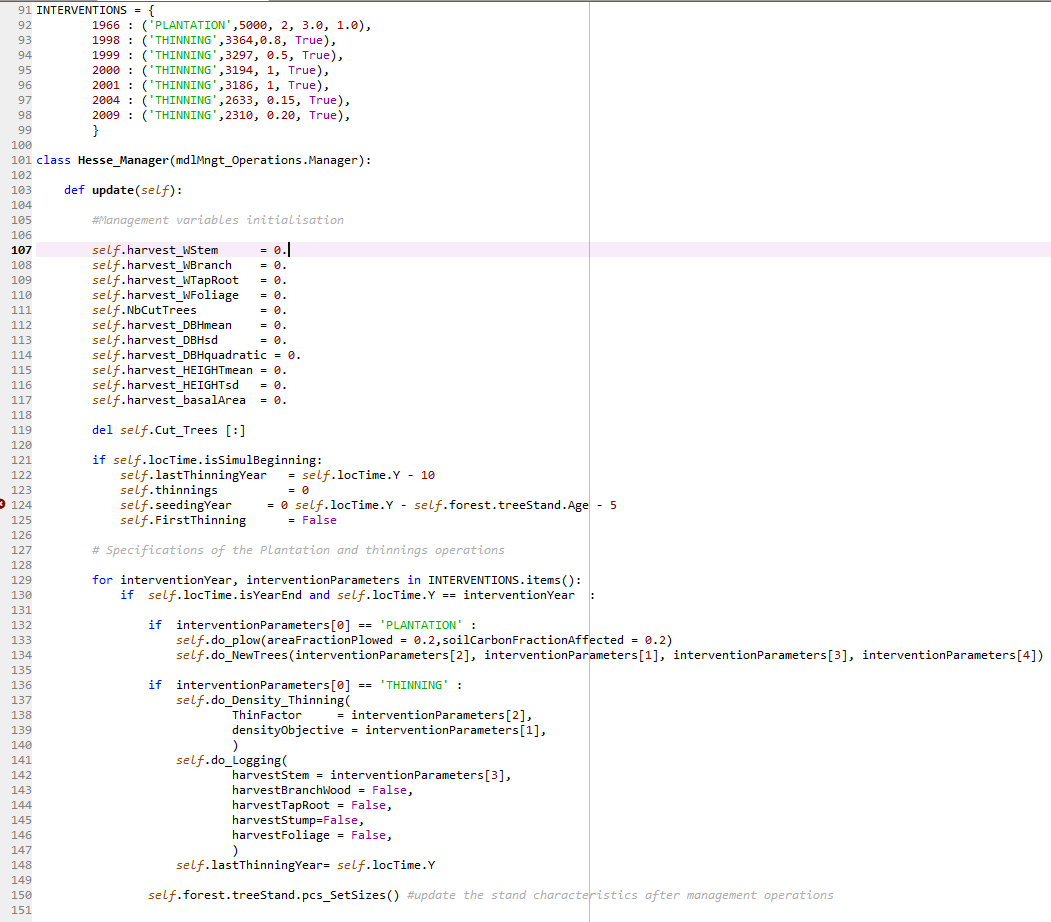 91 INTERVENTIONS = {
92 1966 : ('PLANTATION',5000, 2, 3.0, 1.0),
93 1998 : ('THINNING',3364,0.8, True),
94 1999 : ('THINNING',3297, 0.5, True),
95 2000 : ('THINNING',3194, 1, True),
96 2001 : ('THINNING',3186, 1, True),
97 2004 : ('THINNING',2633, 0.15, True),
98 2009 : ('THINNING',2310, 0.20, True),
99 }
100
101 class Hesse_Manager(mdlMngt_Operations.Manager):
102
103 def update(self):
104
105 #Management variables initialisation
106
107 self.harvest_WStem = 0.
108 self.harvest_WBranch = 0.
109 self.harvest_WTapRoot = 0.
110 self.harvest_WFoliage = 0.
111 self.NbCutTrees = 0.
112 self.harvest_DBHmean = 0.
113 self.harvest_DBHsd = 0.
114 self.harvest_DBHquadratic = 0.
115 self.harvest_HEIGHTmean = 0.
116 self.harvest_HEIGHTsd = 0.
117 self.harvest_basalArea = 0.
118
119 del self.Cut_Trees [:]
120
121 if self.locTime.isSimulBeginning:
122 self.lastThinningYear = self.locTime.Y - 10
123 self.thinnings = 0
124 self.seedingYear = 0 self.locTime.Y - self.forest.treeStand.Age - 5
125 self.FirstThinning = False
126
127 # Specifications of the Plantation and thinnings operations
128
129 for interventionYear, interventionParameters in INTERVENTIONS.items():
130 if self.locTime.isYearEnd and self.locTime.Y == interventionYear :
131
132 if interventionParameters[0] == 'PLANTATION' :
133 self.do_plow(areaFractionPlowed = 0.2,soilCarbonFractionAffected = 0.2)
134 self.do_NewTrees(interventionParameters[2], interventionParameters[1], interventionParameters[3], interventionParameters[4])
135
136 if interventionParameters[0] == 'THINNING' :
137 self.do_Density_Thinning(
138 ThinFactor = interventionParameters[2],
139 densityObjective = interventionParameters[1],
140 )
141 self.do_Logging(
142 harvestStem = interventionParameters[3],
143 harvestBranchWood = False,
144 harvestTapRoot = False,
145 harvestStump=False,
146 harvestFoliage = False,
147 )
148 self.lastThinningYear= self.locTime.Y
149
150 self.forest.treeStand.pcs_SetSizes() #update the stand characteristics after management operations
151